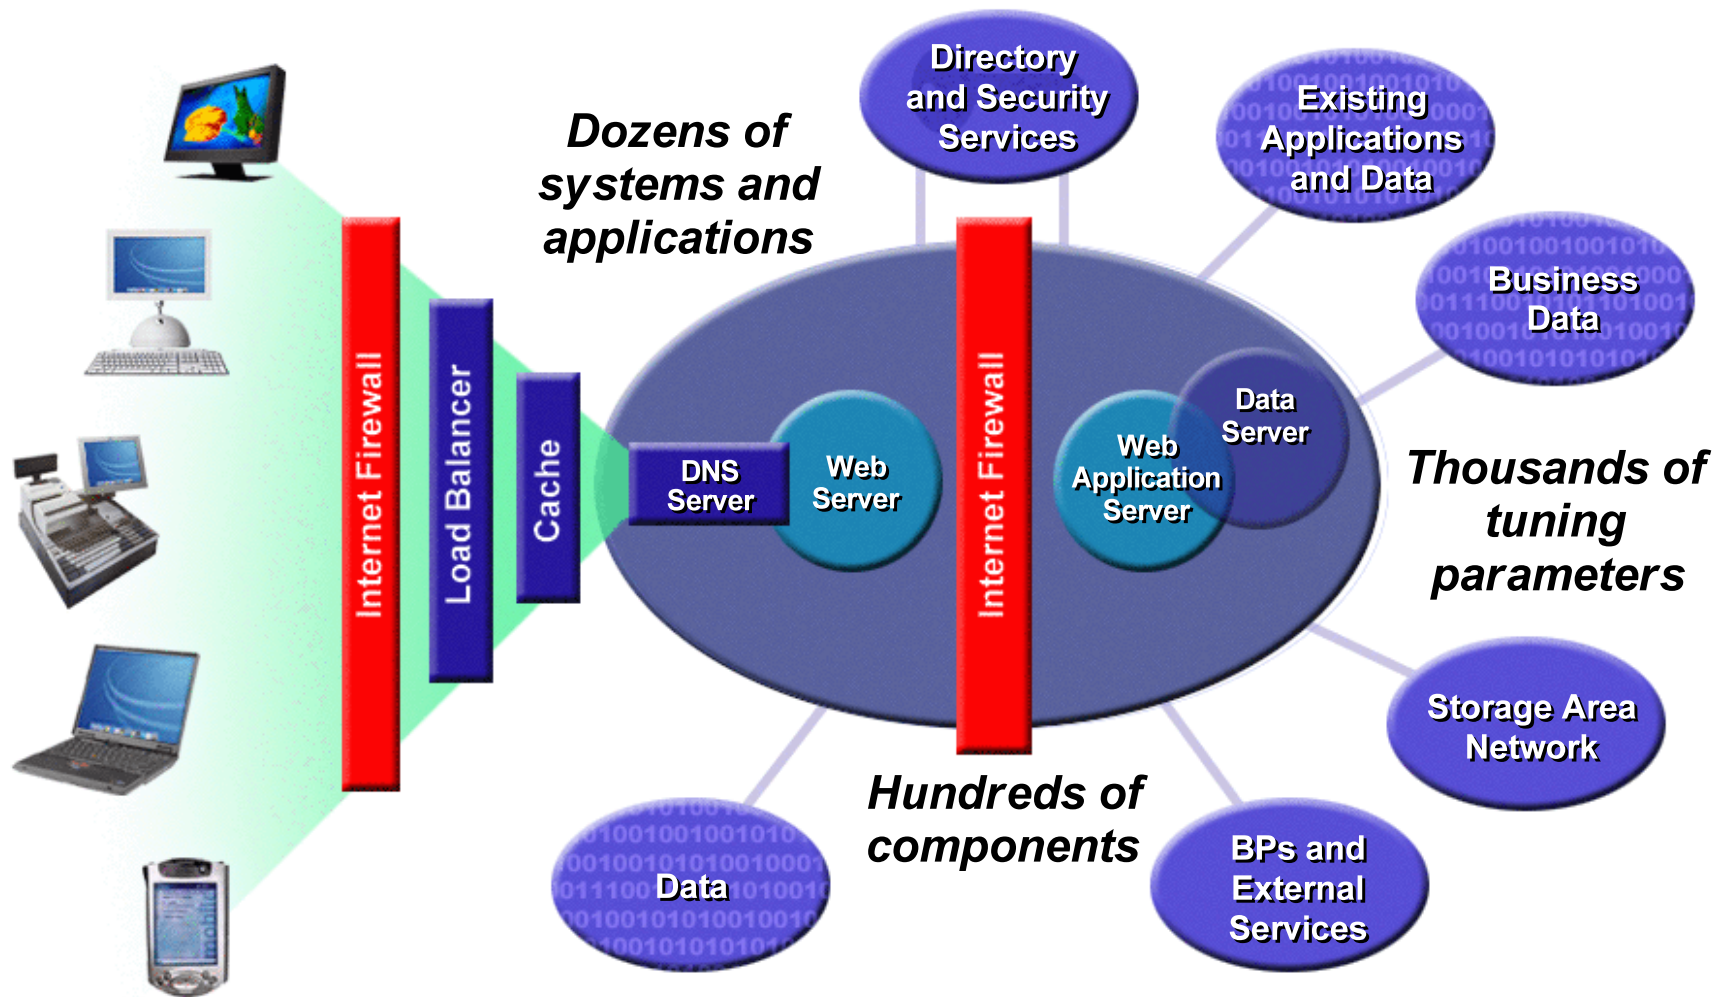 Directory
and Security
Services
Existing
Applications
and Data
Dozens of
systems and
applications
Business
Data
Internet Firewall
Load Balancer
Cache
DNS
Server
Web
Server
Internet Firewall
Web
Application
Server
Data
Server
Thousands of
tuning
parameters
Storage Area
Network
Hundreds of
components
Data
BPs and
External
Services